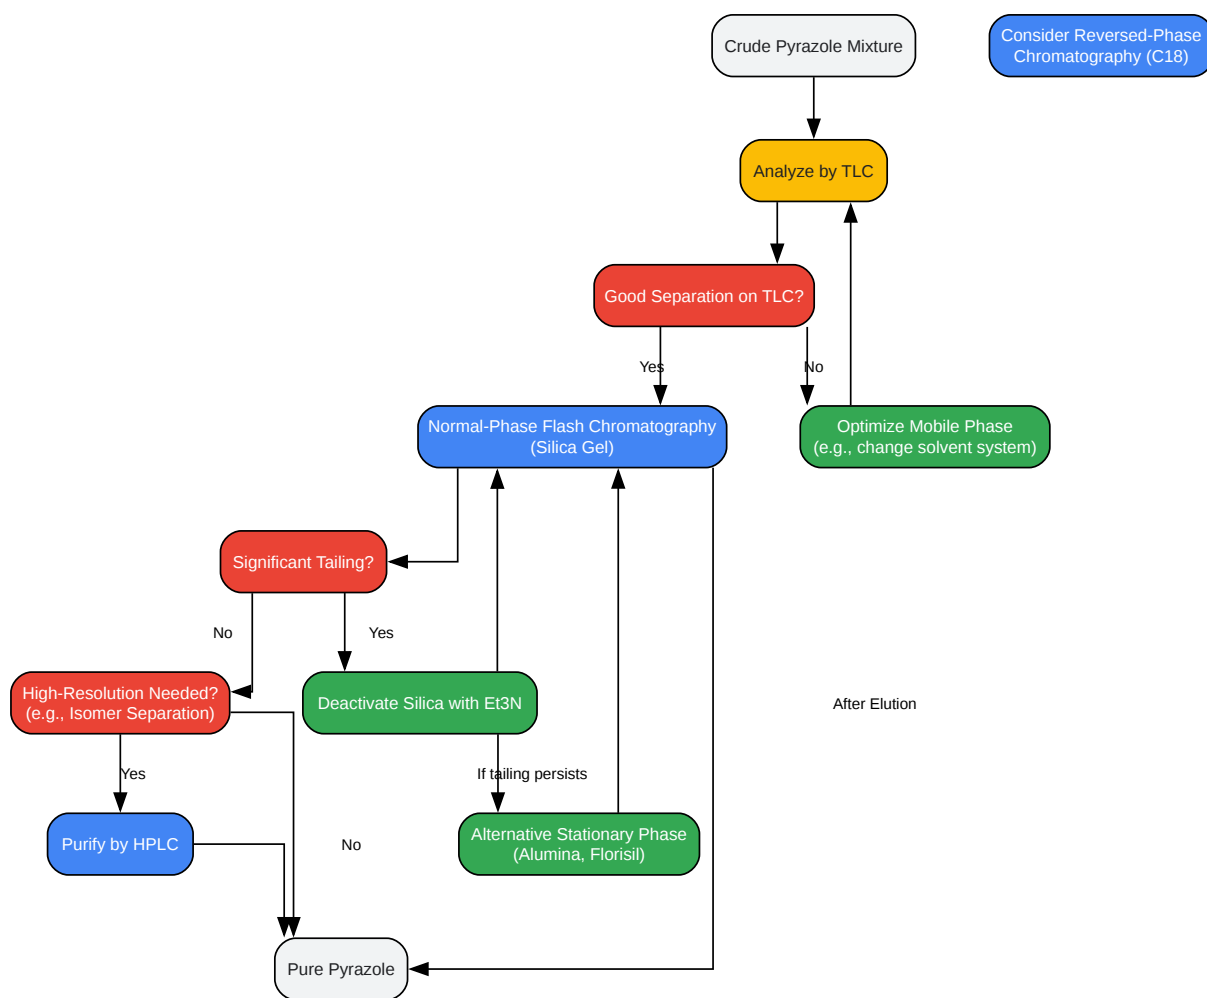 Crude Pyrazole Mixture
Consider Reversed-Phase
Chromatography (C18)
Analyze by TLC
Good Separation on TLC?
Yes
No
Normal-Phase Flash Chromatography
(Silica Gel)
Optimize Mobile Phase
(e.g., change solvent system)
Significant Tailing?
No
Yes
High-Resolution Needed?
(e.g., Isomer Separation)
Deactivate Silica with Et3N
After Elution
Yes
If tailing persists
Purify by HPLC
No
Alternative Stationary Phase
(Alumina, Florisil)
Pure Pyrazole